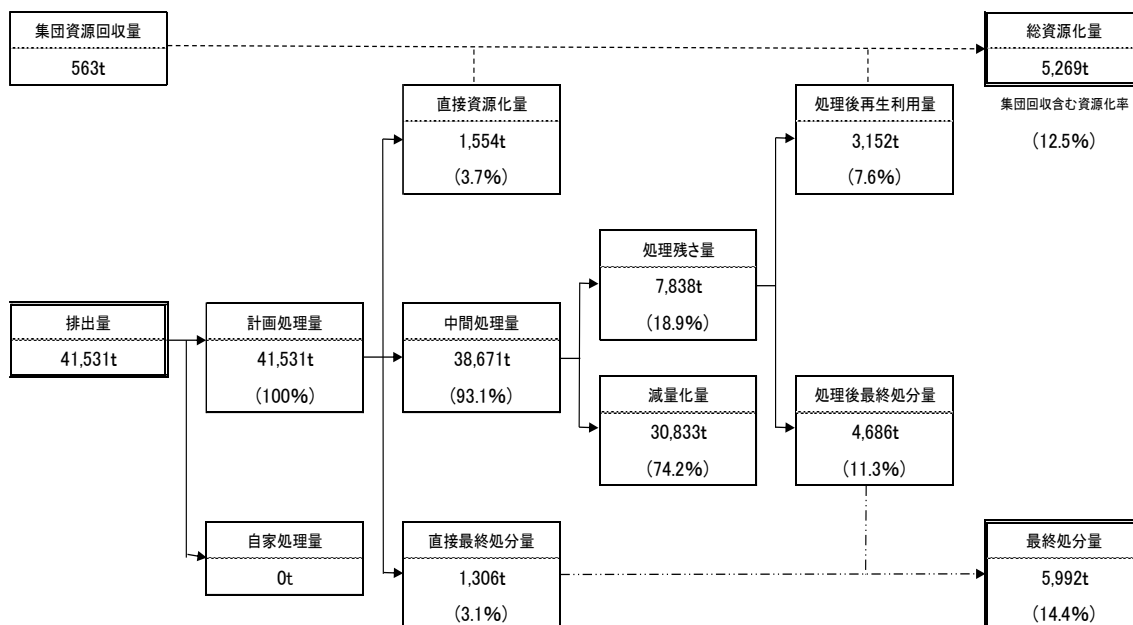 集団資源回収量
563t
総資源化量
5,269t
集団回収含む資源化率
（12.5%）
直接資源化量
1,554t
（3.7%）
処理後再生利用量
3,152t
（7.6%）
処理残さ量
7,838t
（18.9%）
排出量
41,531t
計画処理量
41,531t
（100%）
中間処理量
38,671t
（93.1%）
減量化量
30,833t
（74.2%）
処理後最終処分量
4,686t
（11.3%）
自家処理量
0t
直接最終処分量
1,306t
（3.1%）
最終処分量
5,992t
（14.4%）